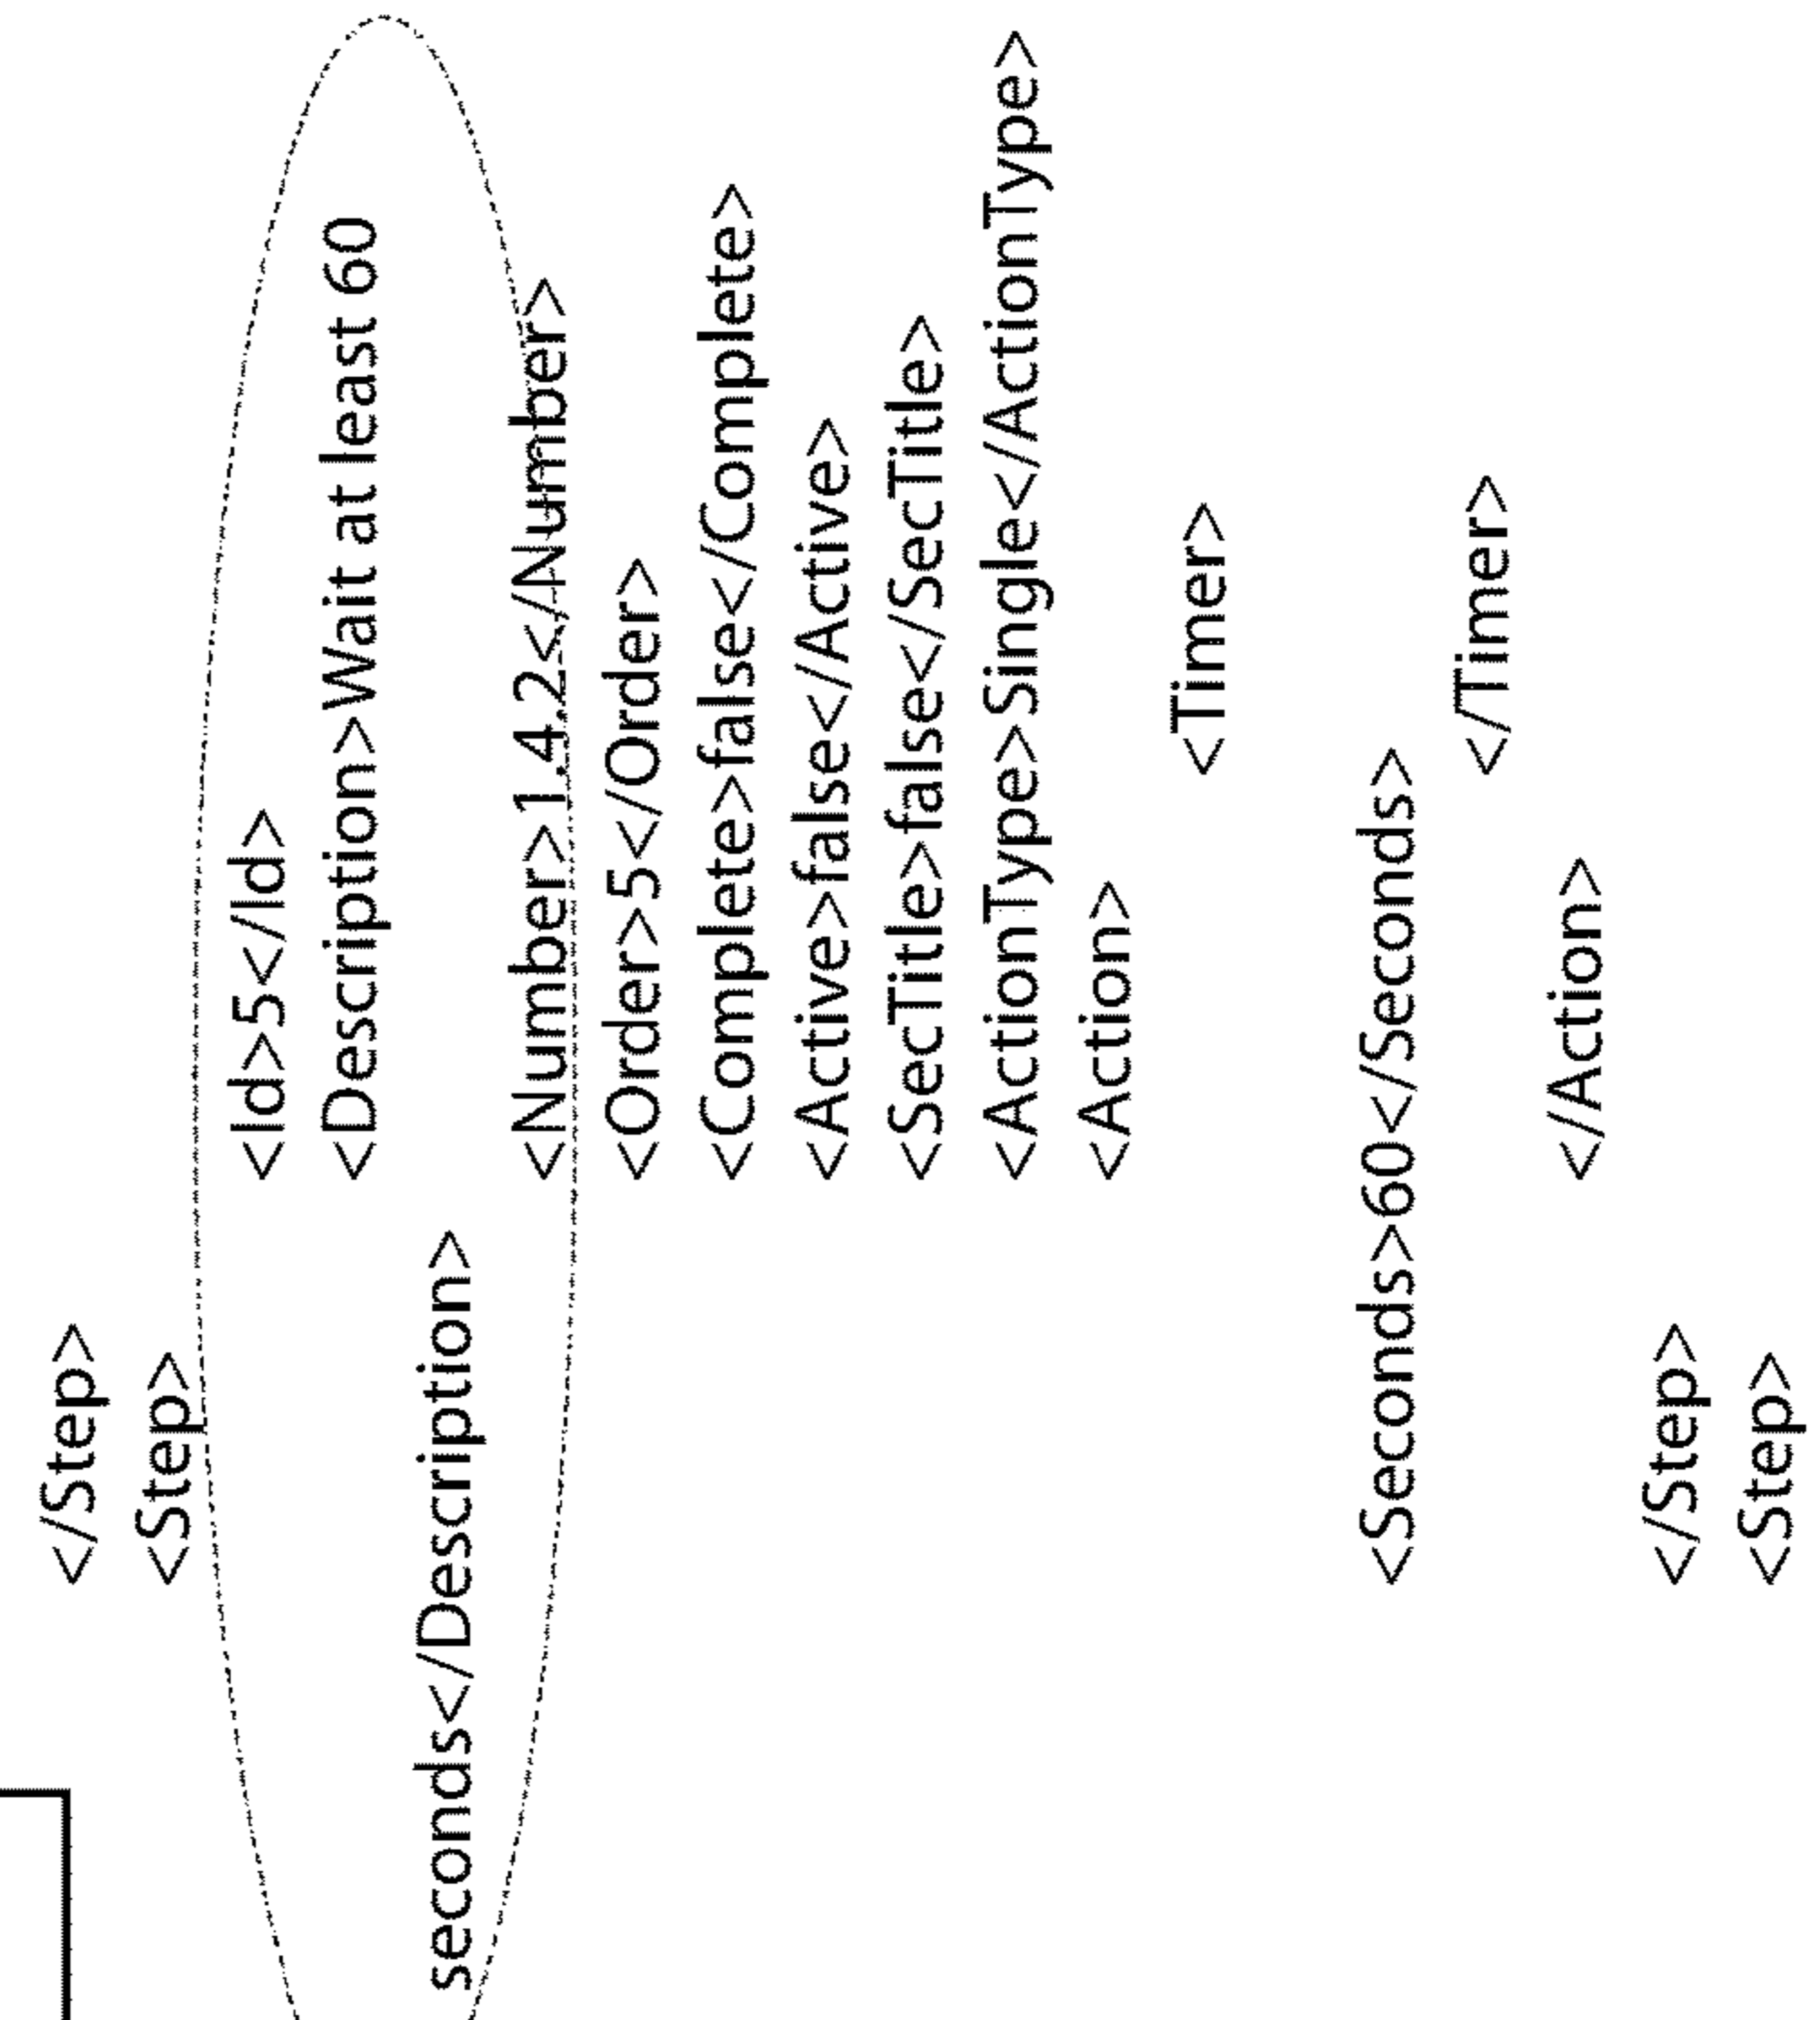 </Step>
<Step>
<Id>5</Id>
<Description>Wait at least 60
seconds</Description>
<Number>1.4.2</Number>
<Order>5</Order>
<Complete>false</Complete>
<Active>false</Active>
<SecTitle>false</SecTitle>
<ActionType>Single</ActionType>
<Action>
<Timer>
<Seconds>60</Seconds>
</Timer>
</Action>
</Step>
<Step>